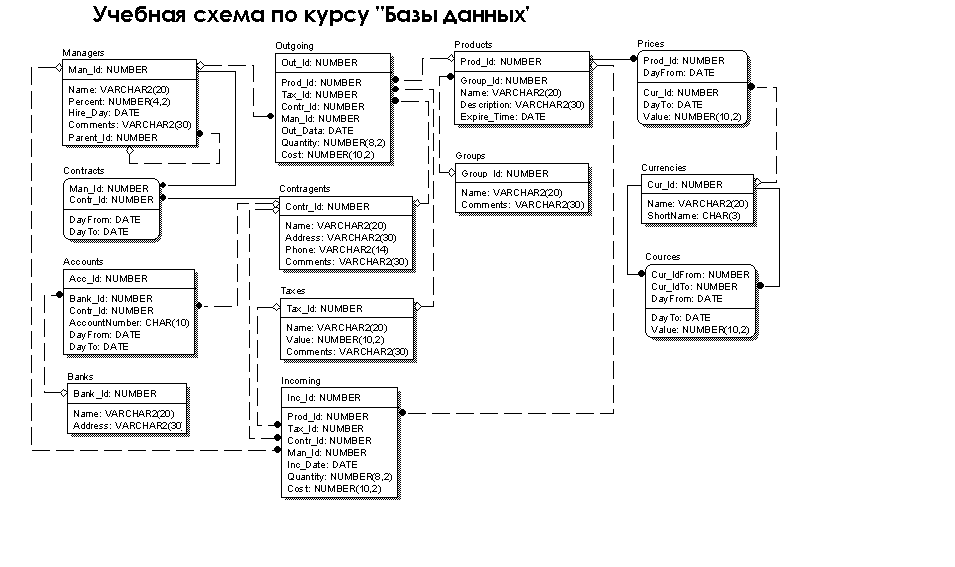 Учебная схема по курсу "Базы данных'
Managers
Man_Id: NUMBER
Name: VARCHAR2(20)
Percent: NUMBER(4,2)
Hire_Day: DATE
Comments: VARCHAR2(30)
Parent_Id: NUMBER
Outgoing
Out_Id: NUMBER
Prod_Id: NUMBER
Tax_Id: NUMBER
Contr_Id: NUMBER
Man_Id: NUMBER
Out_Data: DATE
Quantity: NUMBER(8,2)
Cost: NUMBER(10,2)
Products
Prod_Id: NUMBER
Group_Id: NUMBER
Name: VARCHAR2(20)
Description: VARCHAR2(30)
Expire_Time: DATE
Prices
Prod_Id: NUMBER
DayFrom: DATE
Cur_Id: NUMBER
DayTo: DATE
Value: NUMBER(10,2)
Contracts
Man_Id: NUMBER
Contr_Id: NUMBER
DayFrom: DATE
DayTo: DATE
Contragents
Contr_Id: NUMBER
Name: VARCHAR2(20)
Address: VARCHAR2(30)
Phone: VARCHAR2(14)
Comments: VARCHAR2(30)
Groups
Group_Id: NUMBER
Name: VARCHAR2(20)
Comments: VARCHAR2(30)
Currencies
Cur_Id: NUMBER
Name: VARCHAR2(20)
ShortName: CHAR(3)
Accounts
Acc_Id: NUMBER
Bank_Id: NUMBER
Contr_Id: NUMBER
AccountNumber: CHAR(10)
DayFrom: DATE
DayTo: DATE
Taxes
Tax_Id: NUMBER
Name: VARCHAR2(20)
Value: NUMBER(10,2)
Comments: VARCHAR2(30)
Cources
Cur_IdFrom: NUMBER
Cur_IdTo: NUMBER
DayFrom: DATE
DayTo: DATE
Value: NUMBER(10,2)
Banks
Bank_Id: NUMBER
Name: VARCHAR2(20)
Address: VARCHAR2(30
Incoming
Inc_Id: NUMBER
Prod_Id: NUMBER
Tax_Id: NUMBER
Contr_Id: NUMBER
Man_Id: NUMBER
Inc_Date: DATE
Quantity: NUMBER(8,2)
Cost: NUMBER(10,2)